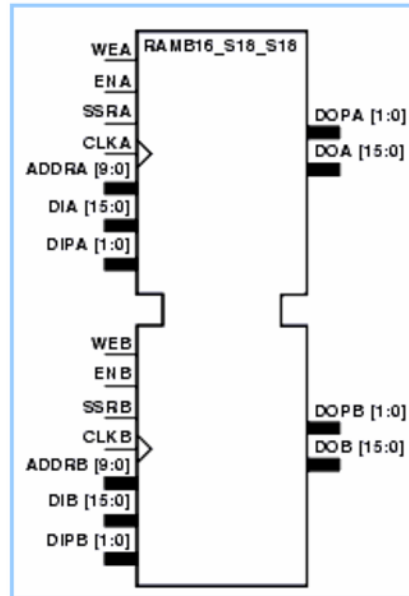 RAMB16_S18_S18
WEA
ENA
SSRA
CLKA
ADDRA [9:0]
DIA [15:0]
DIPA [1:0]
DOPA [1:0]
DOA [15:0]
WEB
ENB
SSRB
CLKB
ADDRB [9:0]
DIB [15:0]
DIPB [1:0]
DOPB [1:0]
DOB [15:0]